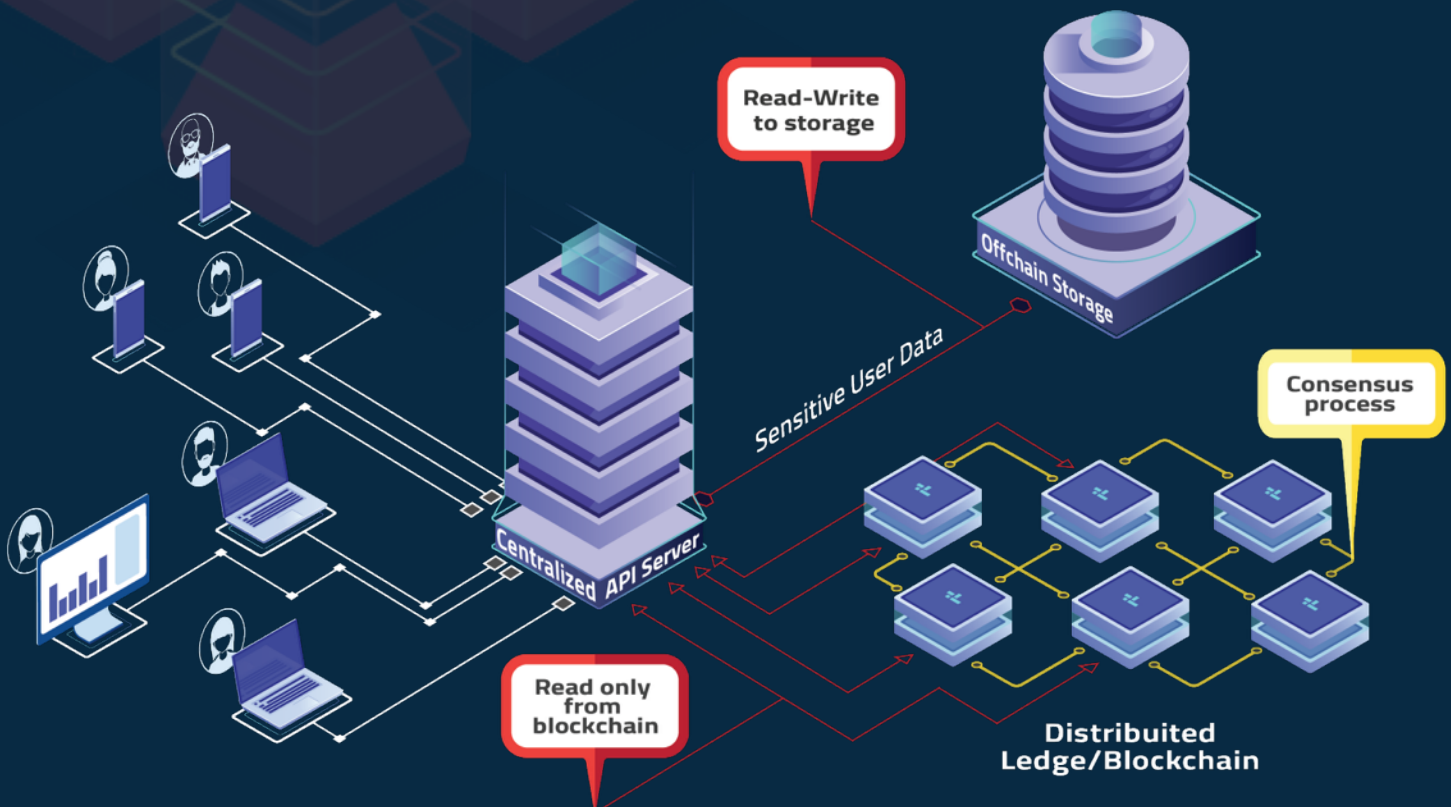 Read-Write
to storage
Offchain Storage
Sensitive User Data
Consensus
process
Centralized API Server
Read only
from
blockchain
Distribuited
Ledge/Blockchain